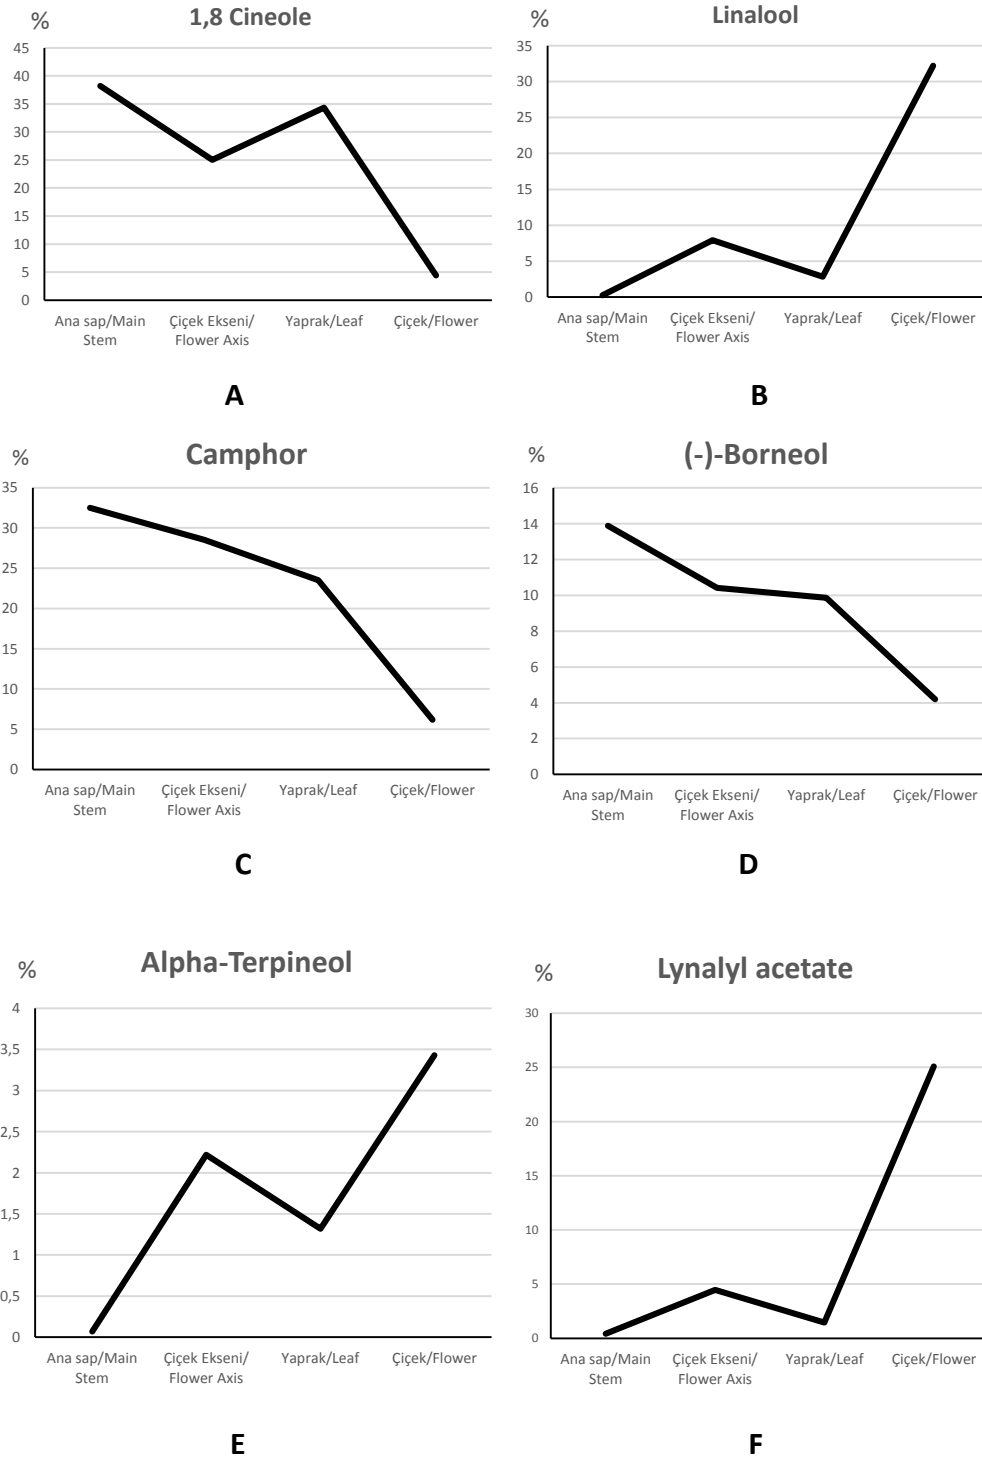 1,8 Cineole
%
45
40
35
30
25
20
15
10
5
0
Ana sap/Main
Stem
Çiçek Ekseni/
Flower Axis
Yaprak/Leaf
Çiçek/Flower
A
Linalool
%
35
30
25
20
15
10
5
0
Ana sap/Main
Stem
Çiçek Ekseni/
Flower Axis
Yaprak/Leaf
Çiçek/Flower
B
Camphor
%
35
30
25
20
15
10
5
0
Ana sap/Main
Stem
Çiçek Ekseni/
Flower Axis
Yaprak/Leaf
Çiçek/Flower
C
(-)-Borneol
%
16
14
12
10
8
6
4
2
0
Ana sap/Main
Stem
Çiçek Ekseni/
Flower Axis
Yaprak/Leaf
Çiçek/Flower
D
Alpha-Terpineol
%
4
3,5
3
2,5
2
1,5
1
0,5
0
Ana sap/Main
Stem
Çiçek Ekseni/
Flower Axis
Yaprak/Leaf
Çiçek/Flower
E
Lynalyl acetate
%
30
25
20
15
10
5
0
Ana sap/Main
Stem
Çiçek Ekseni/
Flower Axis
Yaprak/Leaf
Çiçek/Flower
F